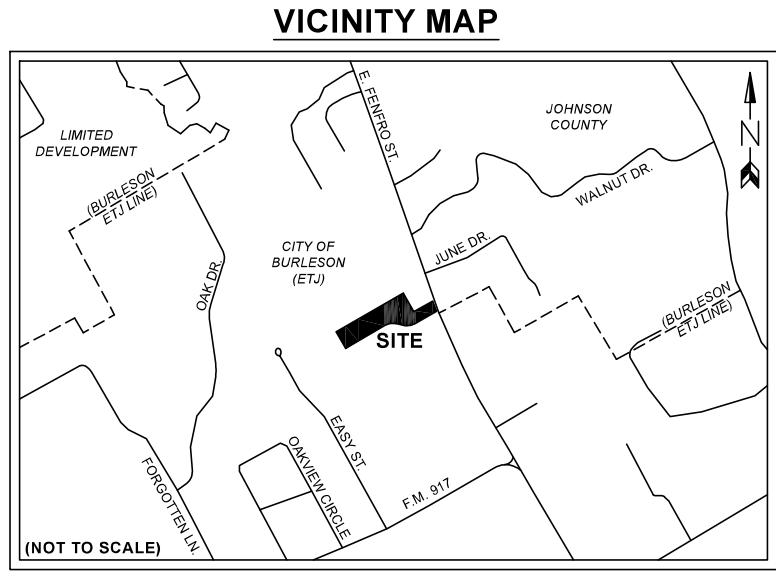 VICINITY MAP
E. FENFRO ST.
JOHNSON
COUNTY
N
LIMITED
DEVELOPMENT
(BURLESON
ETJ LINE)
WALNUT DR.
CITY OF
BURLESON
(ETJ)
JUNE DR.
OAK DR.
(BURLESON
ETJ LINE)
SITE
EASY ST.
OAKVIEW CIRCLE
FORGOTTEN LN.
F.M. 917
(NOT TO SCALE)